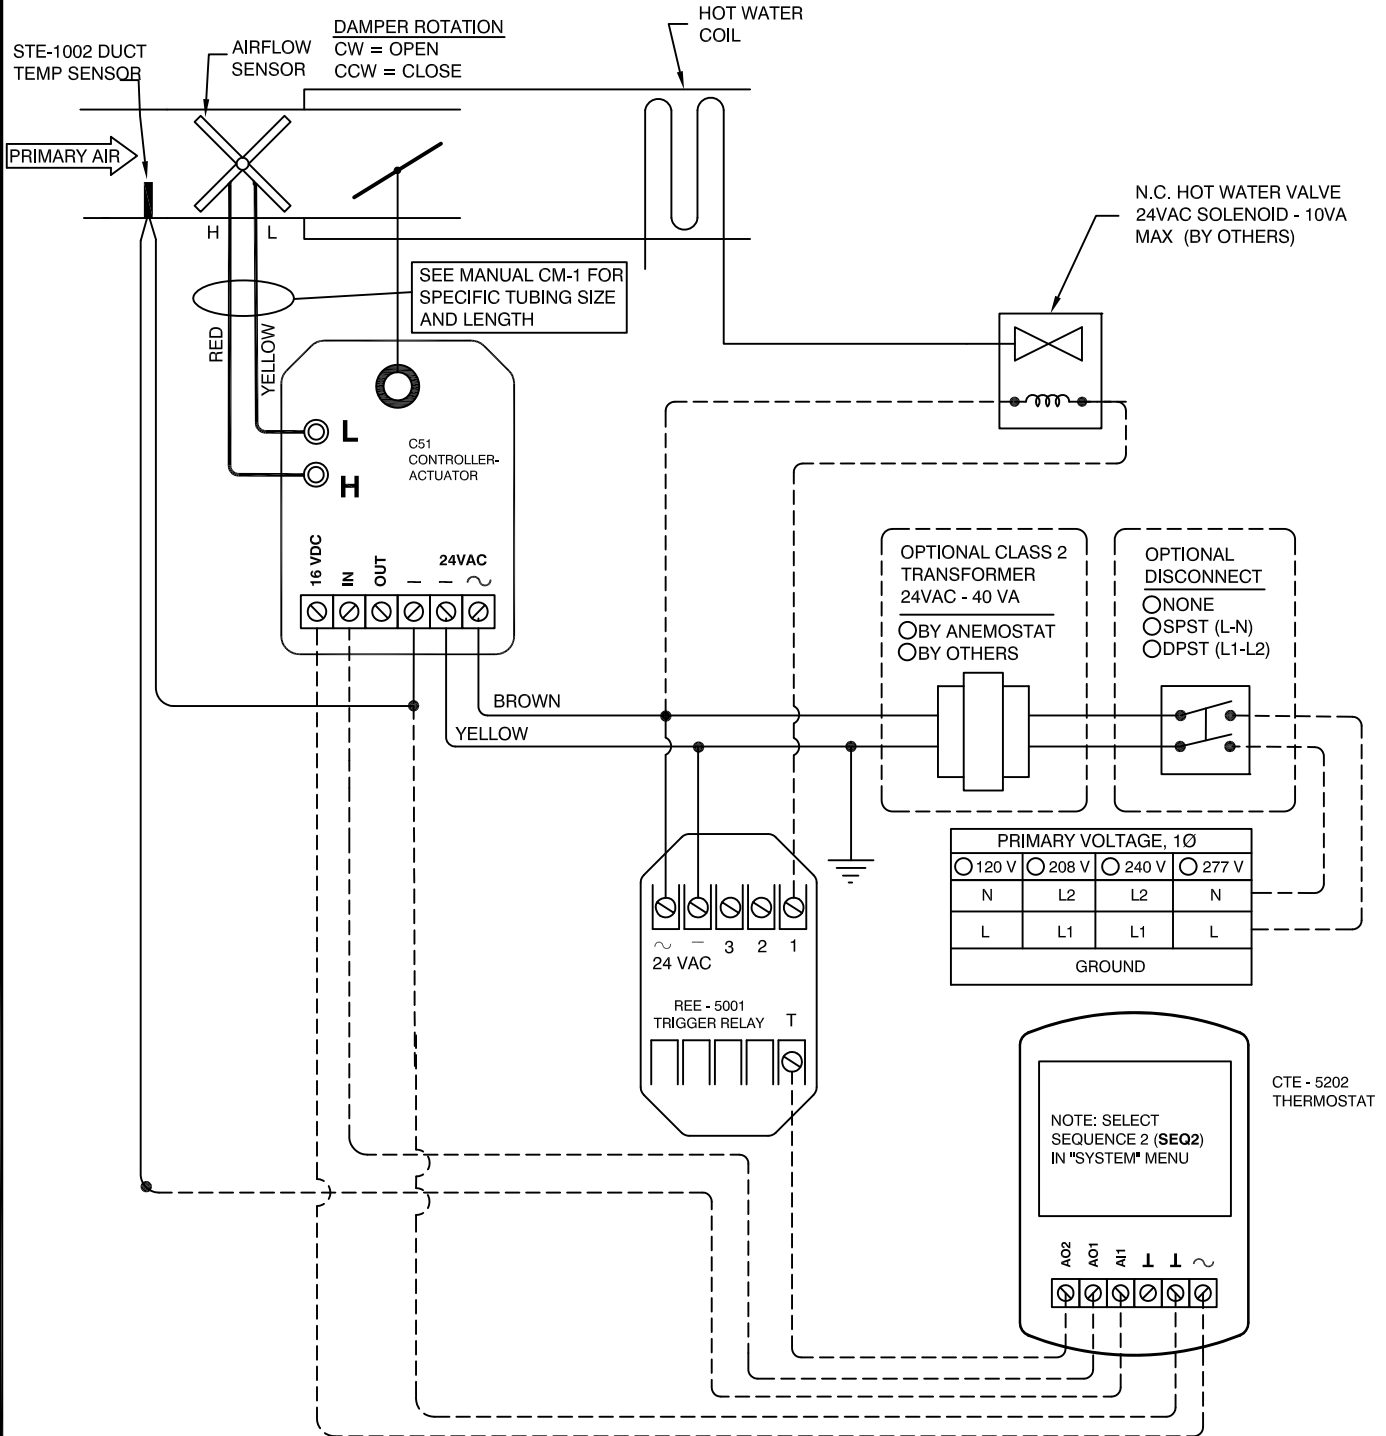 HOT WATER
COIL
DAMPER ROTATION
CW = OPEN
CCW = CLOSE
AIRFLOW
SENSOR
STE-1002 DUCT
TEMP SENSOR
PRIMARY AIR
H
L
N.C. HOT WATER VALVE
24VAC SOLENOID - 10VA
MAX (BY OTHERS)
SEE MANUAL CM-1 FOR
SPECIFIC TUBING SIZE
AND LENGTH
RED
YELLOW
L
H
C51
CONTROLLER-
ACTUATOR
16 VDC
IN
OUT
—
—
24VAC
~
BROWN
YELLOW
OPTIONAL CLASS 2
TRANSFORMER
24VAC - 40 VA
BY ANEMOSTAT
BY OTHERS
OPTIONAL
DISCONNECT
NONE
SPST (L-N)
DPST (L1-L2)
PRIMARY VOLTAGE, 1Ø
120 V 208 V 240 V 277 V
N L2 L2 N
L L1 L1 L
GROUND
~ — 3 2 1
24 VAC
REE - 5001
TRIGGER RELAY
T
CTE - 5202
THERMOSTAT
NOTE: SELECT
SEQUENCE 2 (SEQ2)
IN "SYSTEM" MENU
AO2
AO1
AI1
⊥
⊥
~